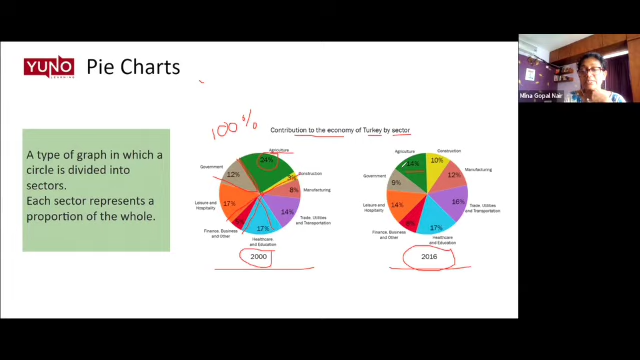 YUNO
LEARNING
Pie Charts
100%
Contribution to the economy of Turkey by sector
A type of graph in which a
circle is divided into
sectors.
Each sector represents a
proportion of the whole.
Agriculture
24%
Construction
3%
Manufacturing
8%
Trade, Utilities
and Transportation
14%
Healthcare
and Education
17%
Finance, Business
and Other
5%
Leisure and
Hospitality
17%
Government
12%
2000
Agriculture
14%
Construction
10%
Manufacturing
12%
Trade, Utilities
and Transportation
16%
Healthcare
and Education
17%
Finance, Business
and Other
Leisure and
Hospitality
14%
Government
9%
2016
Mina Gopal Nair